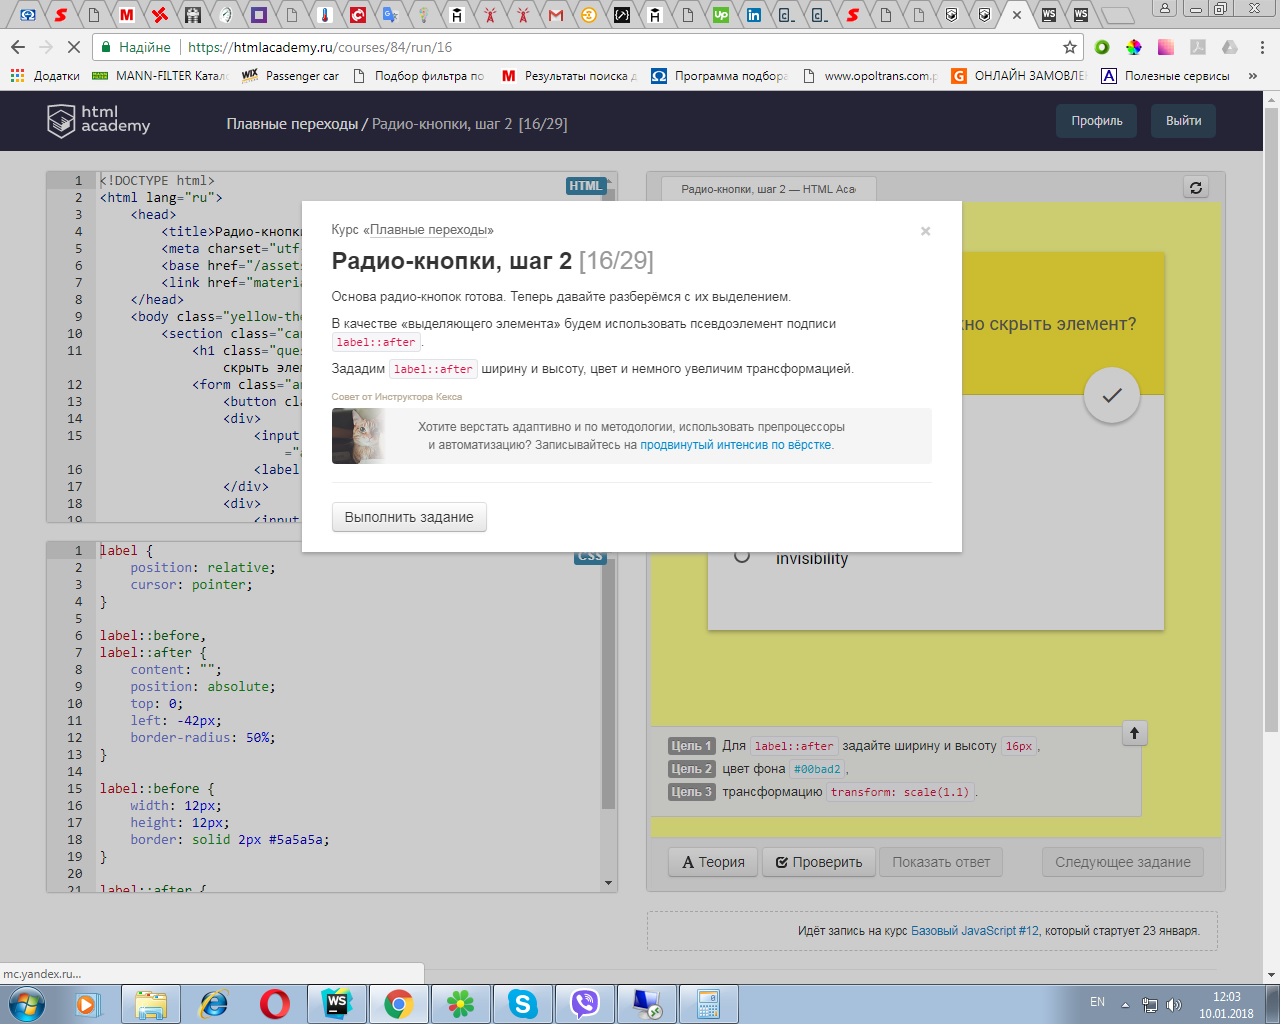 Надійне
https://htmlacademy.ru/courses/84/run/16
Додатки
MANN-FILTER Катало
WIX
Passenger car
Подбор фильтра по
Результаты поиска д
Программа подбора
www.opoltrans.com.p
ОНЛАЙН ЗАМОВЛЕ
Полезные сервисы
»
html academy
Плавные переходы / Радио-кнопки, шаг 2 [16/29]
Профиль
Выйти
1 <!DOCTYPE html>
HTML
2 <html lang="ru">
3 <head>
4 <title>Радио-кнопки
5 <meta charset="utf
6 <base href="/assets
7 <link href="materia
8 </head>
9 <body class="yellow-the
10 <section class="car
11 <h1 class="ques
скрыть элем
12 <form class="an
13 <button cla
14 <div>
15 <input
="a
16 <label
17 </div>
18 <div>
19 <input
Радио-кнопки, шаг 2 — HTML Aca
Курс «Плавные переходы»
×
Радио-кнопки, шаг 2 [16/29]
Основа радио-кнопок готова. Теперь давайте разберёмся с их выделением.
В качестве «выделяющего элемента» будем использовать псевдоэлемент подписи
label::after.
Зададим label::after ширину и высоту, цвет и немного увеличим трансформацией.
Совет от Инструктора Кекса
Хотите верстать адаптивно и по методологии, использовать препроцессоры
и автоматизацию? Записывайтесь на продвинутый интенсив по вёрстке.
Выполнить задание
жно скрыть элемент?
invisibility
CSS
1 label {
2 position: relative;
3 cursor: pointer;
4 }
5
6 label::before,
7 label::after {
8 content: "";
9 position: absolute;
10 top: 0;
11 left: -42px;
12 border-radius: 50%;
13 }
14
15 label::before {
16 width: 12px;
17 height: 12px;
18 border: solid 2px #5a5a5a;
19 }
20
21 label::after {
Цель 1 Для label::after задайте ширину и высоту 16px,
Цель 2 цвет фона #00bad2,
Цель 3 трансформацию transform: scale(1.1).
Теория
Проверить
Показать ответ
Следующее задание
Идёт запись на курс Базовый JavaScript #12, который стартует 23 января.
mc.yandex.ru...
WS
EN
12:03
10.01.2018